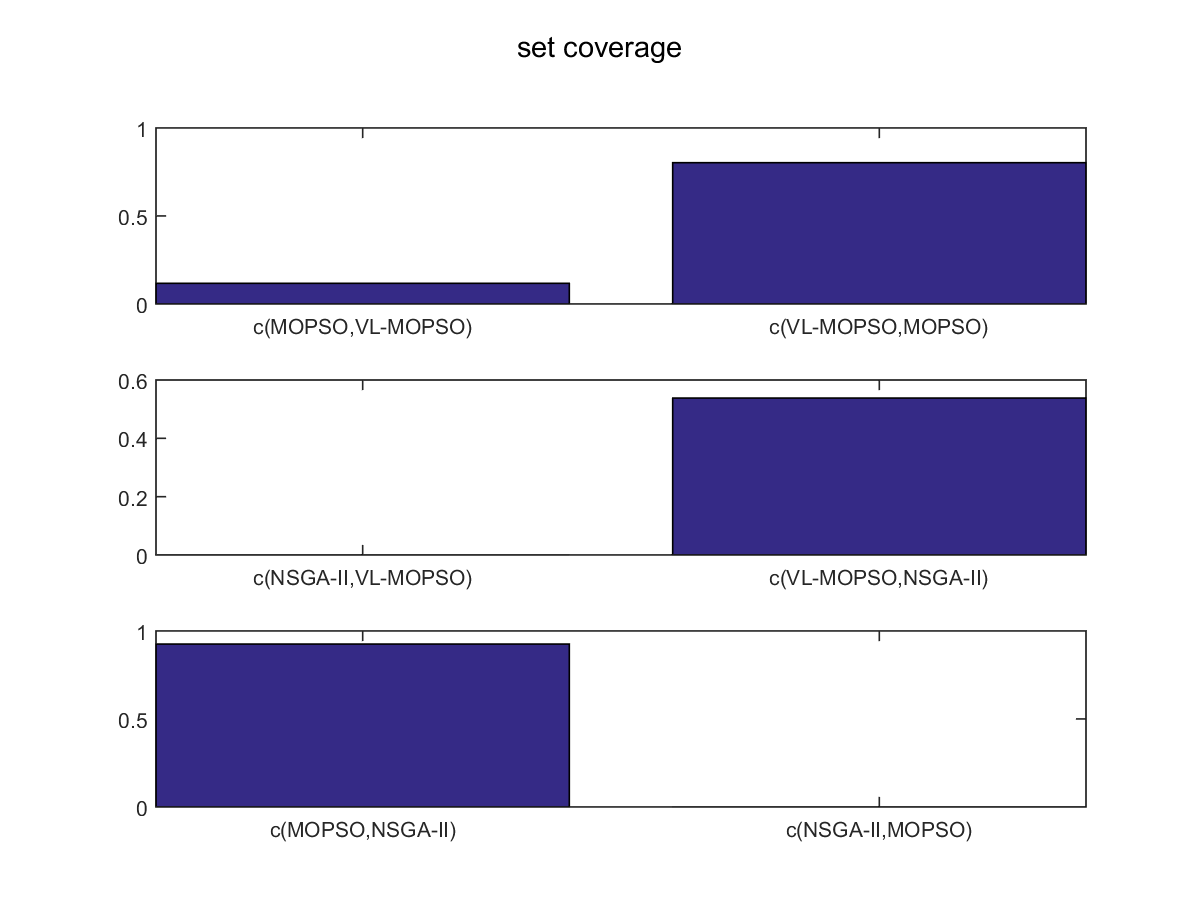 set coverage
1
0.5
0
c(MOPSO,VL-MOPSO) c(VL-MOPSO,MOPSO)
0.6
0.4
0.2
0
c(NSGA-II,VL-MOPSO) c(VL-MOPSO,NSGA-II)
1
0.5
0
c(MOPSO,NSGA-II) c(NSGA-II,MOPSO)